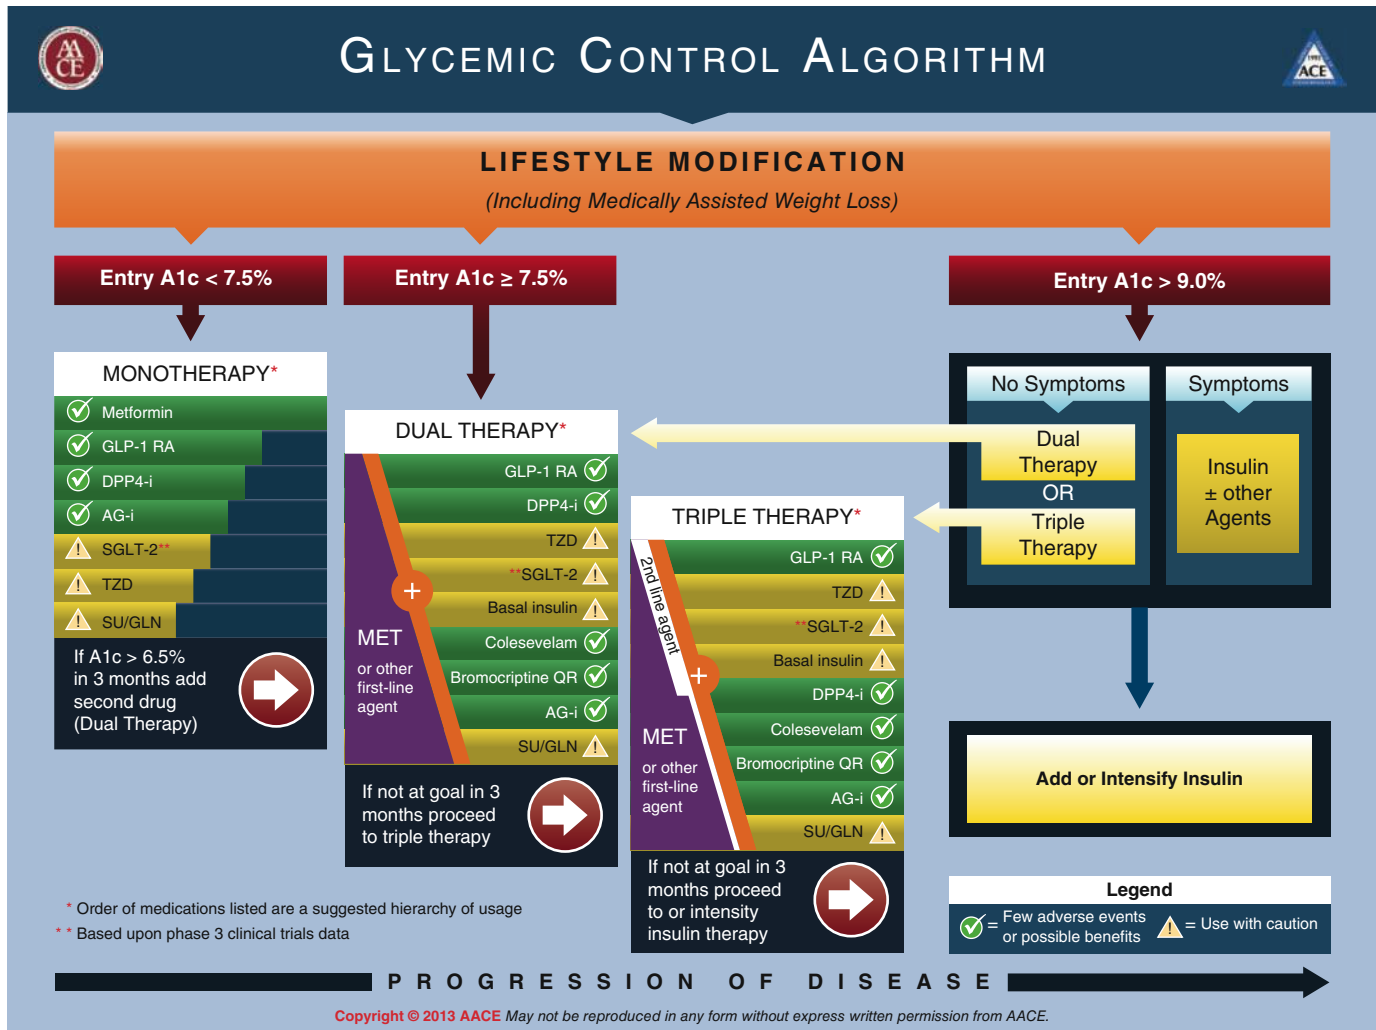 AACE
GLYCEMIC CONTROL ALGORITHM
ACE
LIFESTYLE MODIFICATION
(Including Medically Assisted Weight Loss)
Entry A1c < 7.5%
Entry A1c ≥ 7.5%
Entry A1c > 9.0%
MONOTHERAPY*
Metformin
GLP-1 RA
DPP4-i
AG-i
SGLT-2**
TZD
SU/GLN
If A1c > 6.5%
in 3 months add
second drug
(Dual Therapy)
DUAL THERAPY*
GLP-1 RA
DPP4-i
TZD
**SGLT-2
Basal insulin
Colesevelam
Bromocriptine QR
AG-i
SU/GLN
+
MET
or other
first-line
agent
If not at goal in 3
months proceed
to triple therapy
TRIPLE THERAPY*
GLP-1 RA
TZD
**SGLT-2
Basal insulin
DPP4-i
Colesevelam
Bromocriptine QR
AG-i
SU/GLN
2nd line agent
+
MET
or other
first-line
agent
If not at goal in 3
months proceed
to or intensity
insulin therapy
No Symptoms
Dual
Therapy
OR
Triple
Therapy
Symptoms
Insulin
± other
Agents
Add or Intensify Insulin
Legend
= Few adverse events
or possible benefits
= Use with caution
* Order of medications listed are a suggested hierarchy of usage
* * Based upon phase 3 clinical trials data
PROGRESSION OF DISEASE
Copyright © 2013 AACE May not be reproduced in any form without express written permission from AACE.